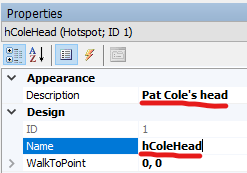 Properties
hColeHead (Hotspot; ID 1)
Appearance
Description Pat Cole's head
Design
ID 1
Name hColeHead
WalkToPoint 0, 0